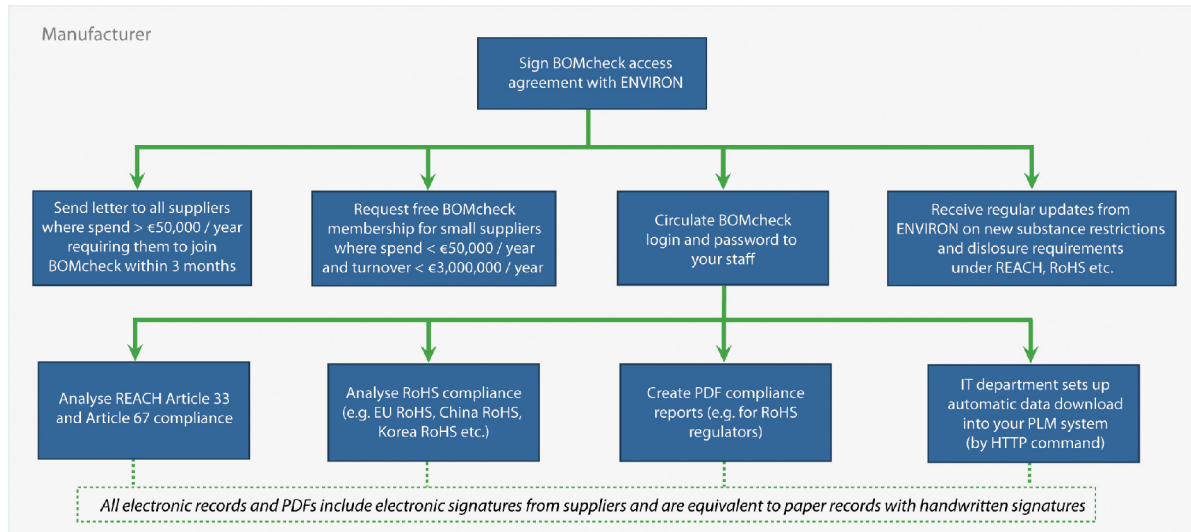 Manufacturer
Sign BOMcheck access
agreement with ENVIRON
Send letter to all suppliers
where spend > €50,000 / year
requiring them to join
BOMcheck within 3 months
Request free BOMcheck
membership for small suppliers
where spend < €50,000 / year
and turnover < €3,000,000 / year
Circulate BOMcheck
login and password to
your staff
Receive regular updates from
ENVIRON on new substance restrictions
and dislosure requirements
under REACH, RoHS etc.
Analyse REACH Article 33
and Article 67 compliance
Analyse RoHS compliance
(e.g. EU RoHS, China RoHS,
Korea RoHS etc.)
Create PDF compliance
reports (e.g. for RoHS
regulators)
IT department sets up
automatic data download
into your PLM system
(by HTTP command)
All electronic records and PDFs include electronic signatures from suppliers and are equivalent to paper records with handwritten signatures